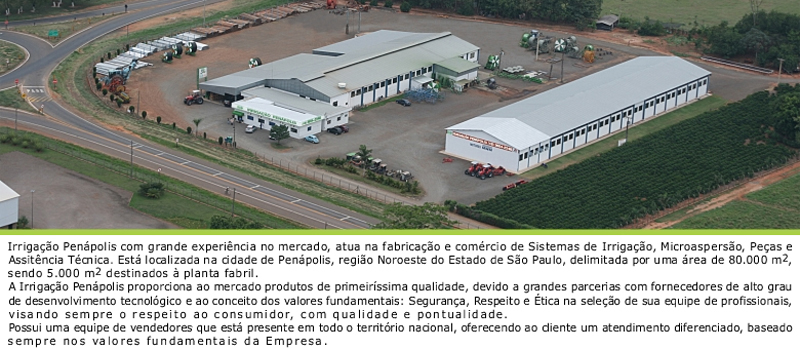 Irrigação Penápolis com grande experiência no mercado, atua na fabricação e comércio de Sistemas de Irrigação, Microaspersão, Peças e
Assitência Técnica. Está localizada na cidade de Penápolis, região Noroeste do Estado de São Paulo, delimitada por uma área de 80.000 m²,
sendo 5.000 m² destinados à planta fabril.
A Irrigação Penápolis proporciona ao mercado produtos de primeiríssima qualidade, devido a grandes parcerias com fornecedores de alto grau
de desenvolvimento tecnológico e ao conceito dos valores fundamentais: Segurança, Respeito e Ética na seleção de sua equipe de profissionais,
visando sempre o respeito ao consumidor, com qualidade e pontualidade.
Possui uma equipe de vendedores que está presente em todo o território nacional, oferecendo ao cliente um atendimento diferenciado, baseado
sempre nos valores fundamentais da Empresa.